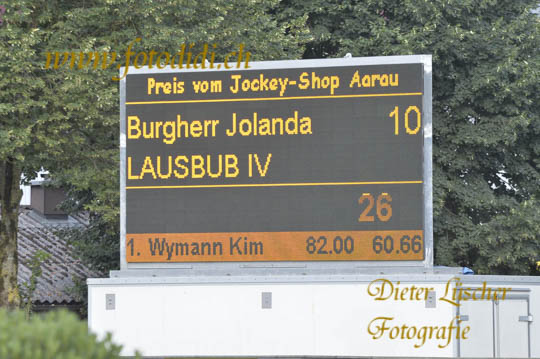 www.fotodidi.ch
Preis vom Jockey-Shop Aarau
Burgherr Jolanda 10
LAUSBUB IV
26
1. Wymann Kim 82.00 60.66
Dieter Lüscher
Fotografie